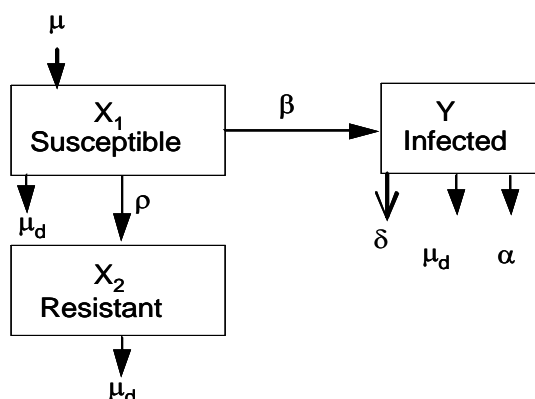 μ
X₁
Susceptible
β
Y
Infected
μd
ρ
δ
μd
α
X₂
Resistant
μd